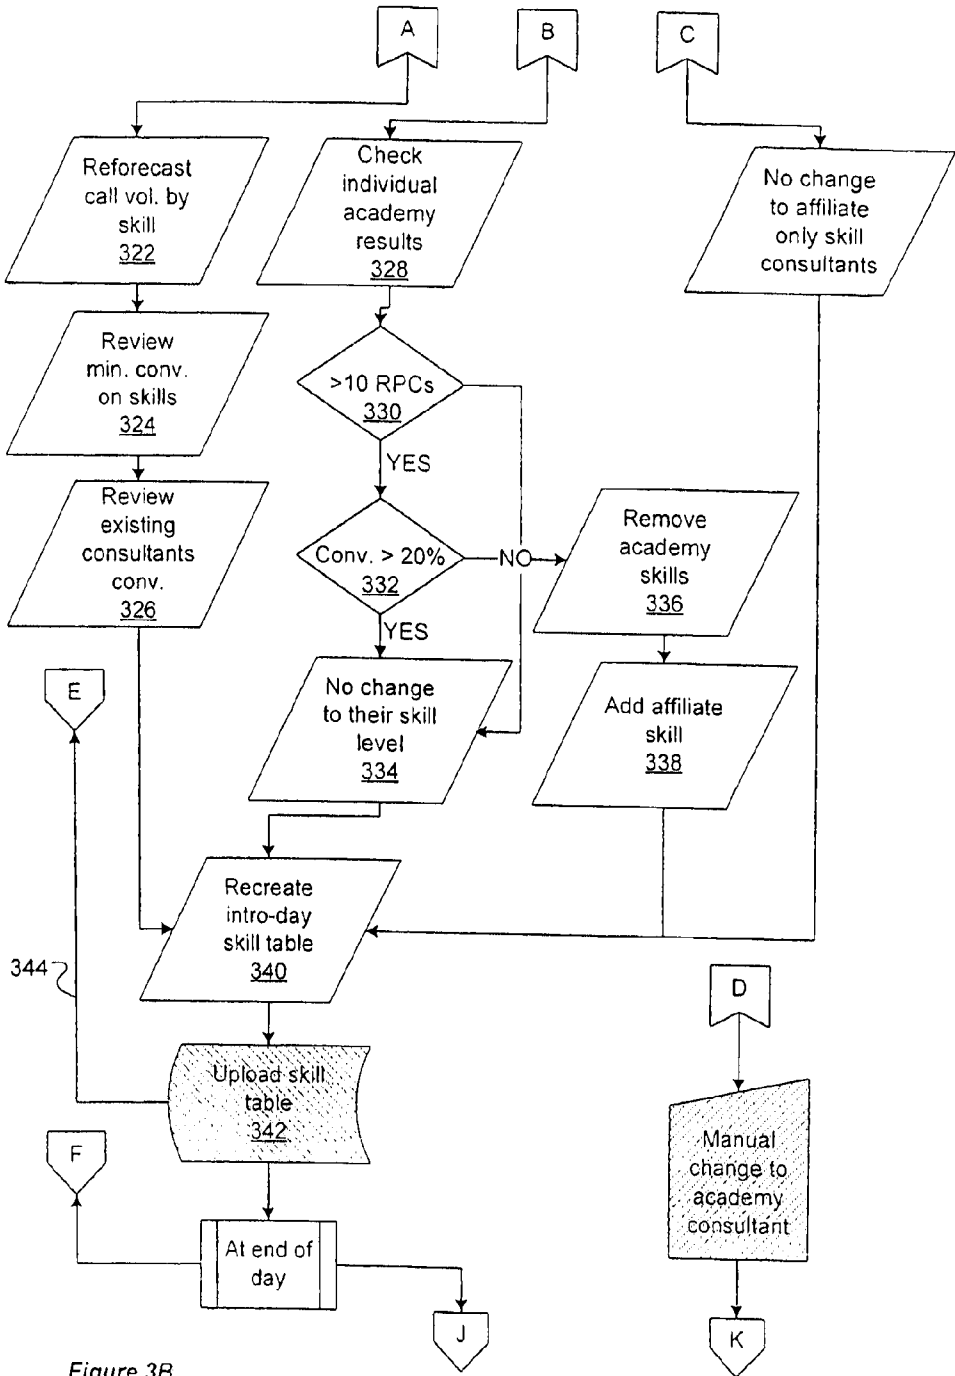 A
B
C
Reforecast
call vol. by
skill
322
Check
individual
academy
results
328
No change
to affiliate
only skill
consultants
Review
min. conv.
on skills
324
>10 RPCs
330
YES
Review
existing
consultants
conv.
326
Conv. > 20%
332
NO
Remove
academy
skills
336
YES
E
No change
to their skill
level
334
Add affiliate
skill
338
Recreate
intro-day
skill table
340
344
D
Upload skill
table
342
Manual
change to
academy
consultant
F
At end of
day
J
K
Figure 3B